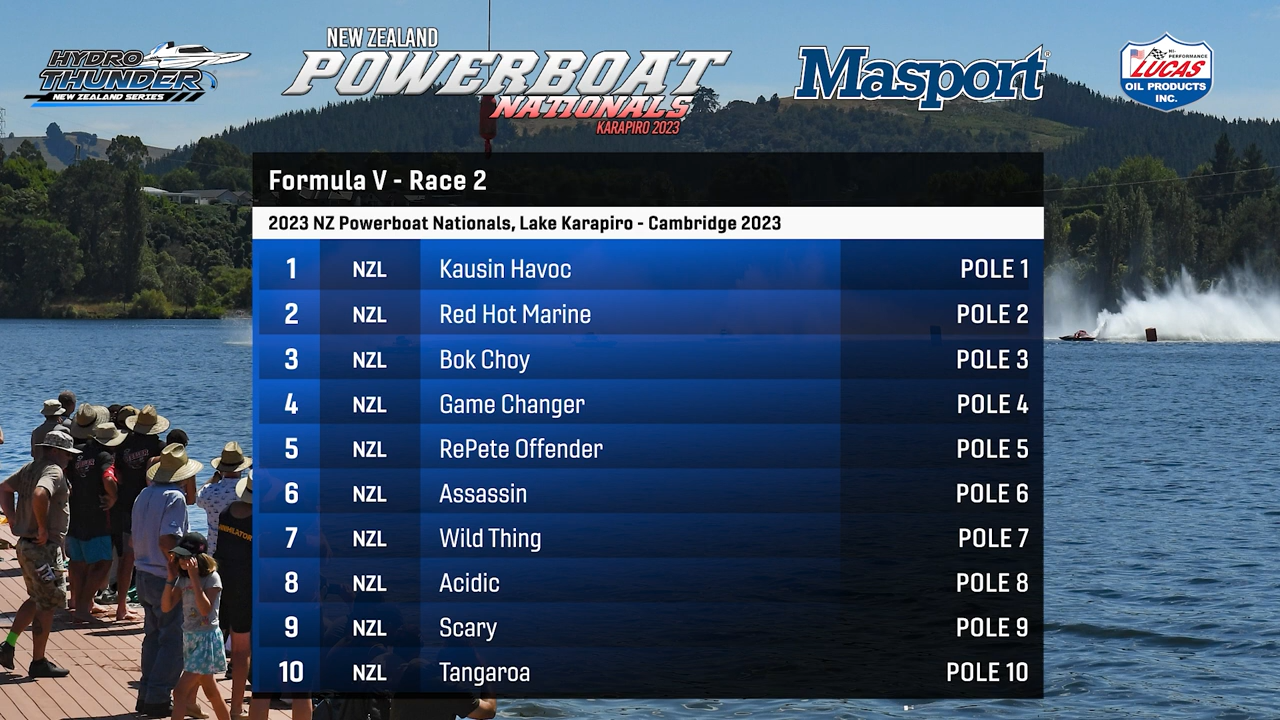 HYDRO
THUNDER
NEW ZEALAND SERIES
NEW ZEALAND
POWERBOAT
NATIONALS
KARAPIRO 2023
Masport®
HI-PERFORMANCE
LUCAS
OIL PRODUCTS
INC.
Formula V - Race 2
2023 NZ Powerboat Nationals, Lake Karapiro - Cambridge 2023
1 NZL Kausin Havoc POLE 1
2 NZL Red Hot Marine POLE 2
3 NZL Bok Choy POLE 3
4 NZL Game Changer POLE 4
5 NZL RePete Offender POLE 5
6 NZL Assassin POLE 6
7 NZL Wild Thing POLE 7
8 NZL Acidic POLE 8
9 NZL Scary POLE 9
10 NZL Tangaroa POLE 10
ANNIHILATOR